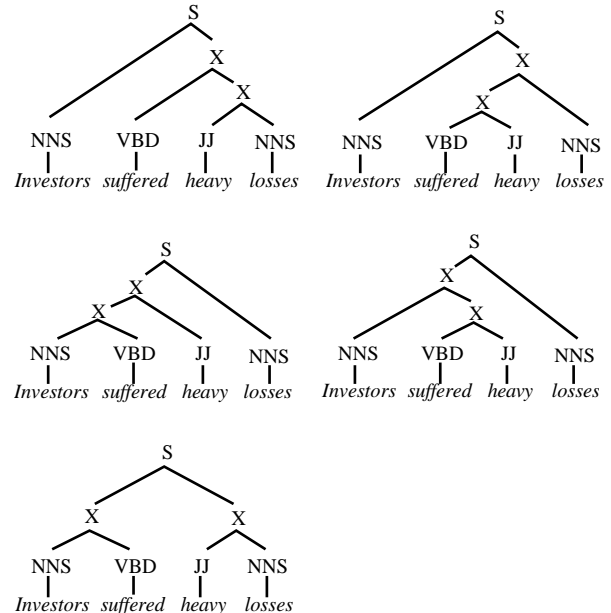 S S
X X
X X
NNS VBD JJ NNS NNS VBD JJ NNS
Investors suffered heavy losses Investors suffered heavy losses
S S
X X
X X
NNS VBD JJ NNS NNS VBD JJ NNS
Investors suffered heavy losses Investors suffered heavy losses
S
X X
NNS VBD JJ NNS
Investors suffered heavy losses